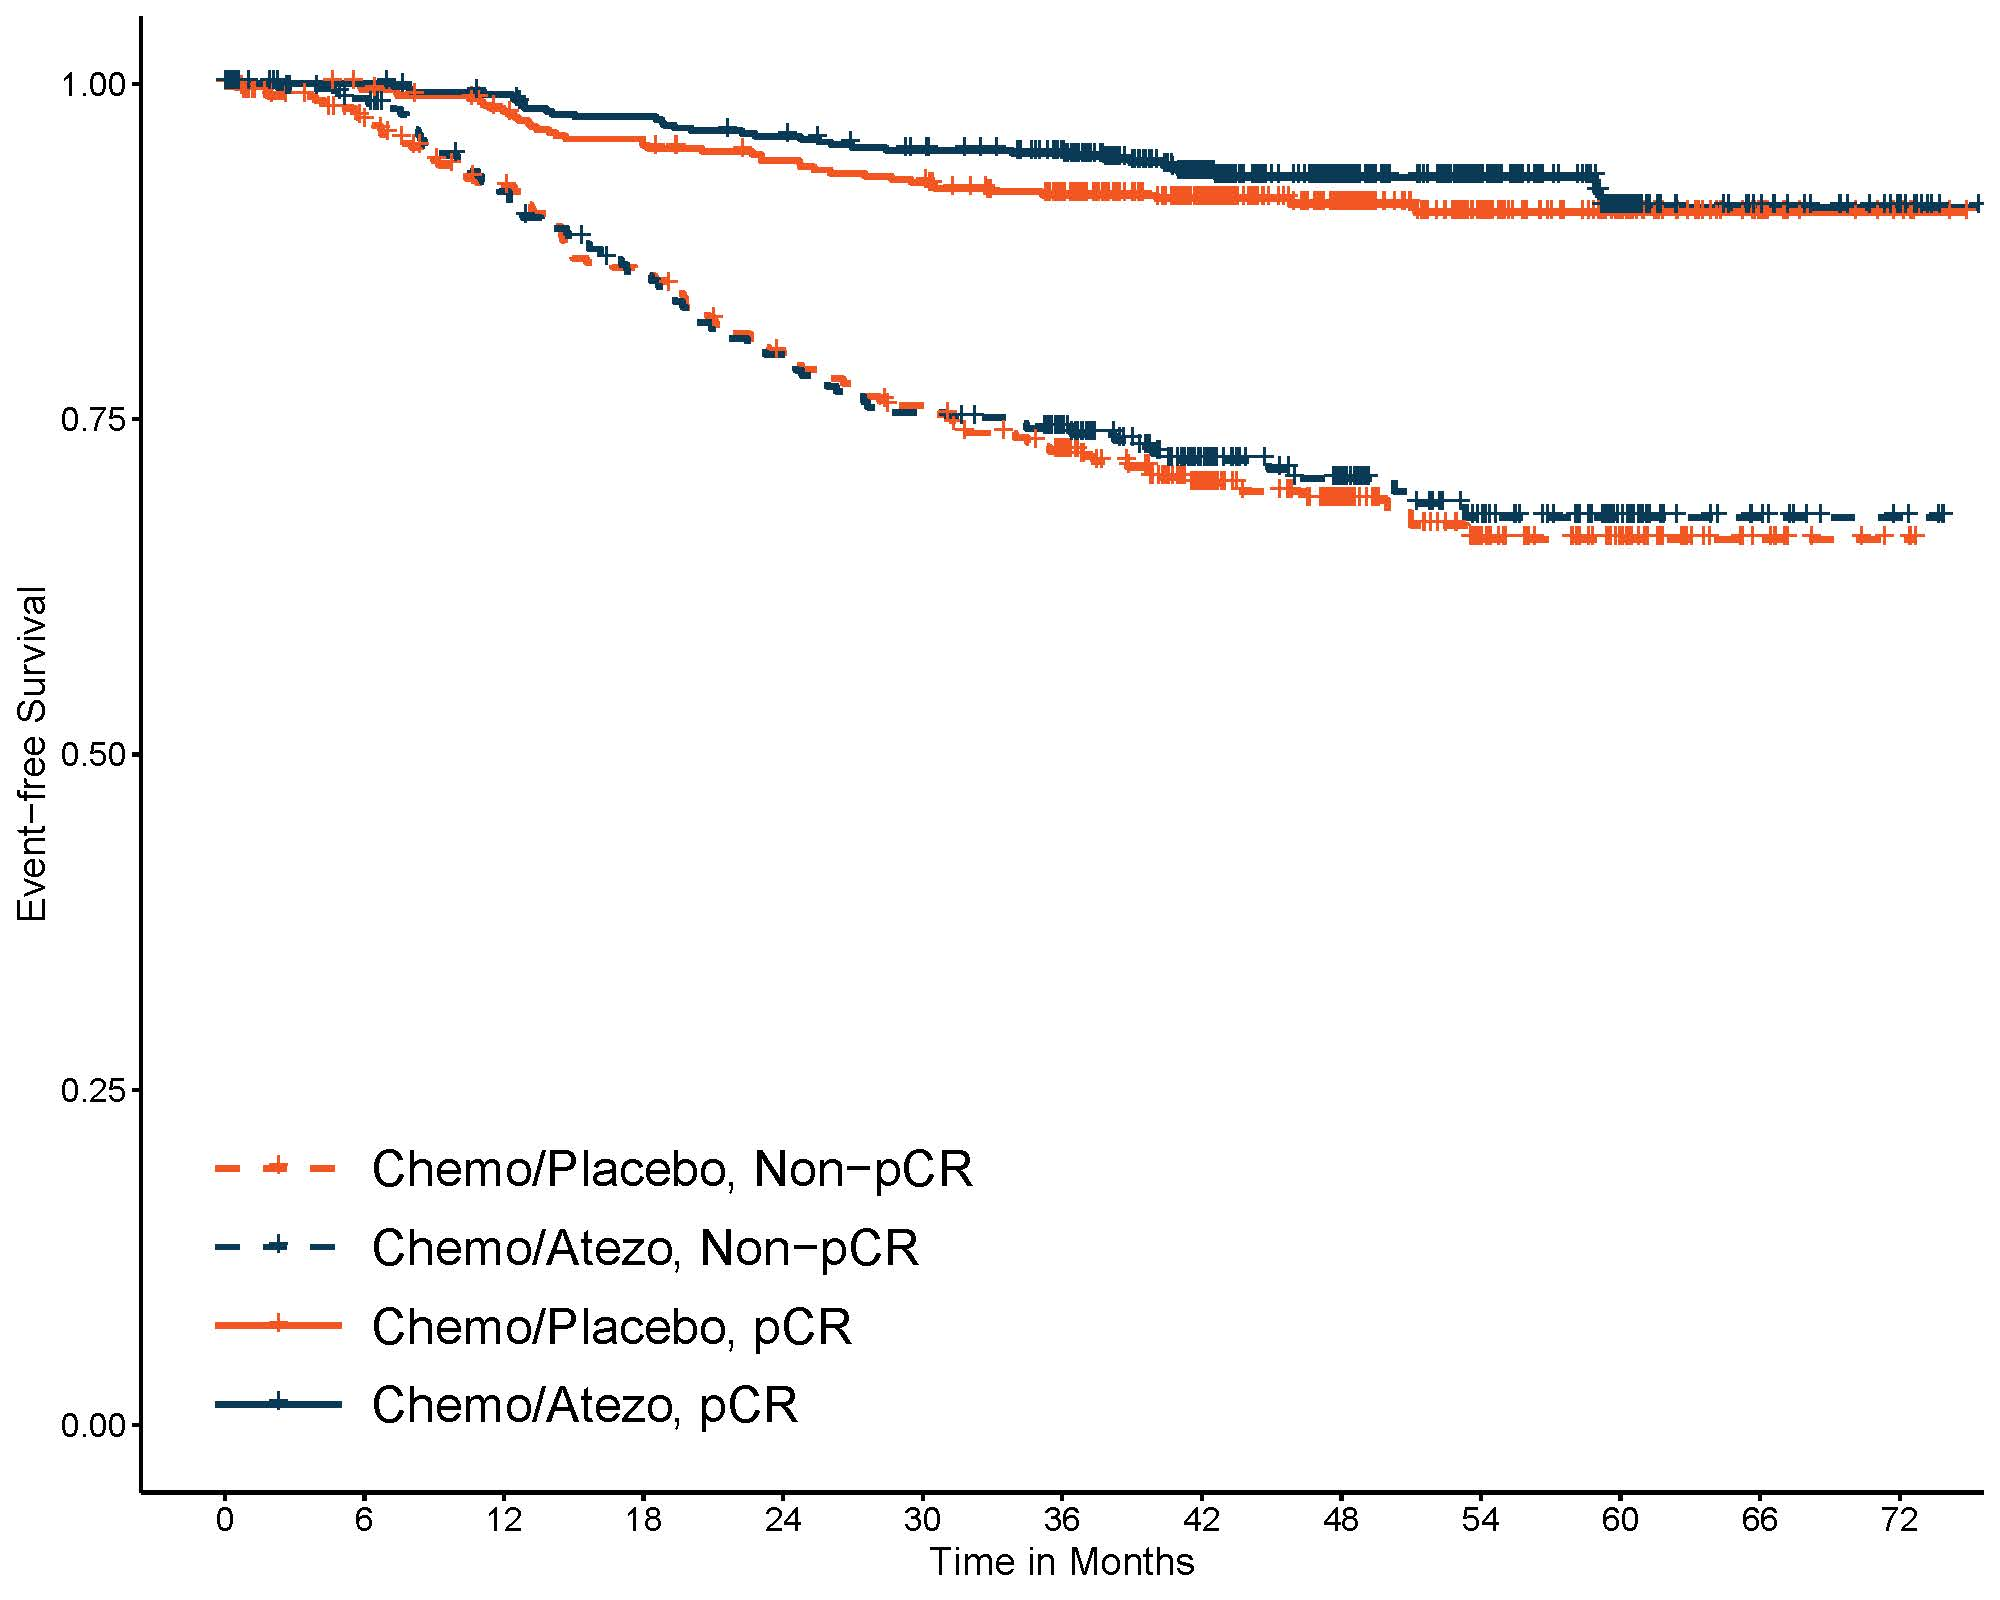 1.00
0.75
0.50
0.25
0.00
Event−free Survival
Chemo/Placebo, Non−pCR
Chemo/Atezo, Non−pCR
Chemo/Placebo, pCR
Chemo/Atezo, pCR
0 6 12 18 24 30 36 42 48 54 60 66 72
Time in Months